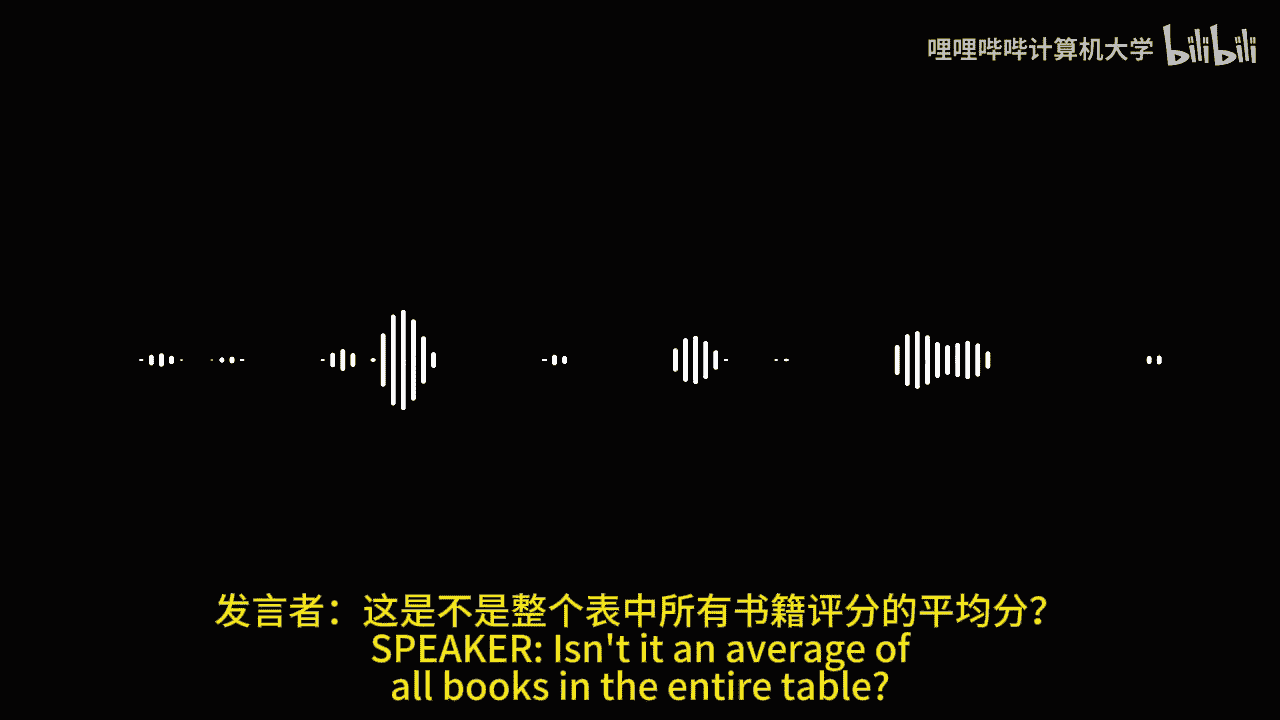 哔哩哔哩计算机大学 bilibili
发言者：这是不是整个表中所有书籍评分的平均分？
SPEAKER: Isn't it an average of
all books in the entire table?